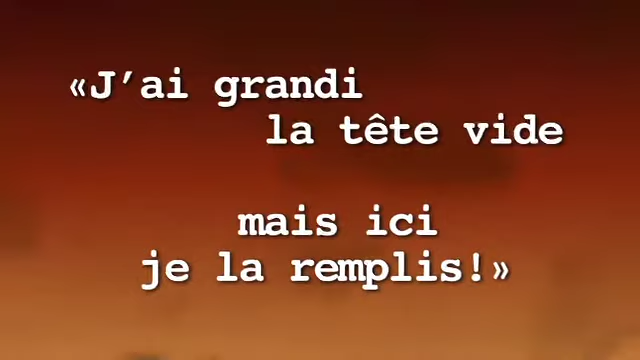 «J’ai grandi
la tête vide
mais ici
je la remplis!»